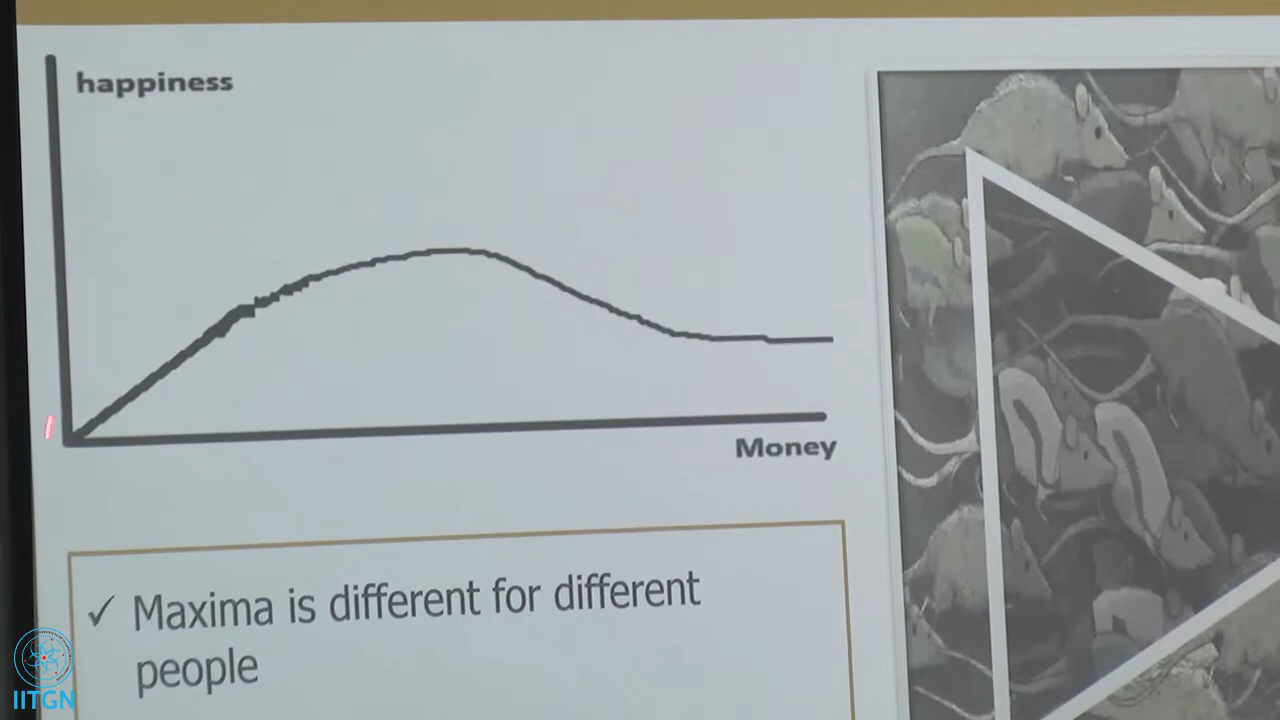 happiness
Money
✓ Maxima is different for different
people
IITGN